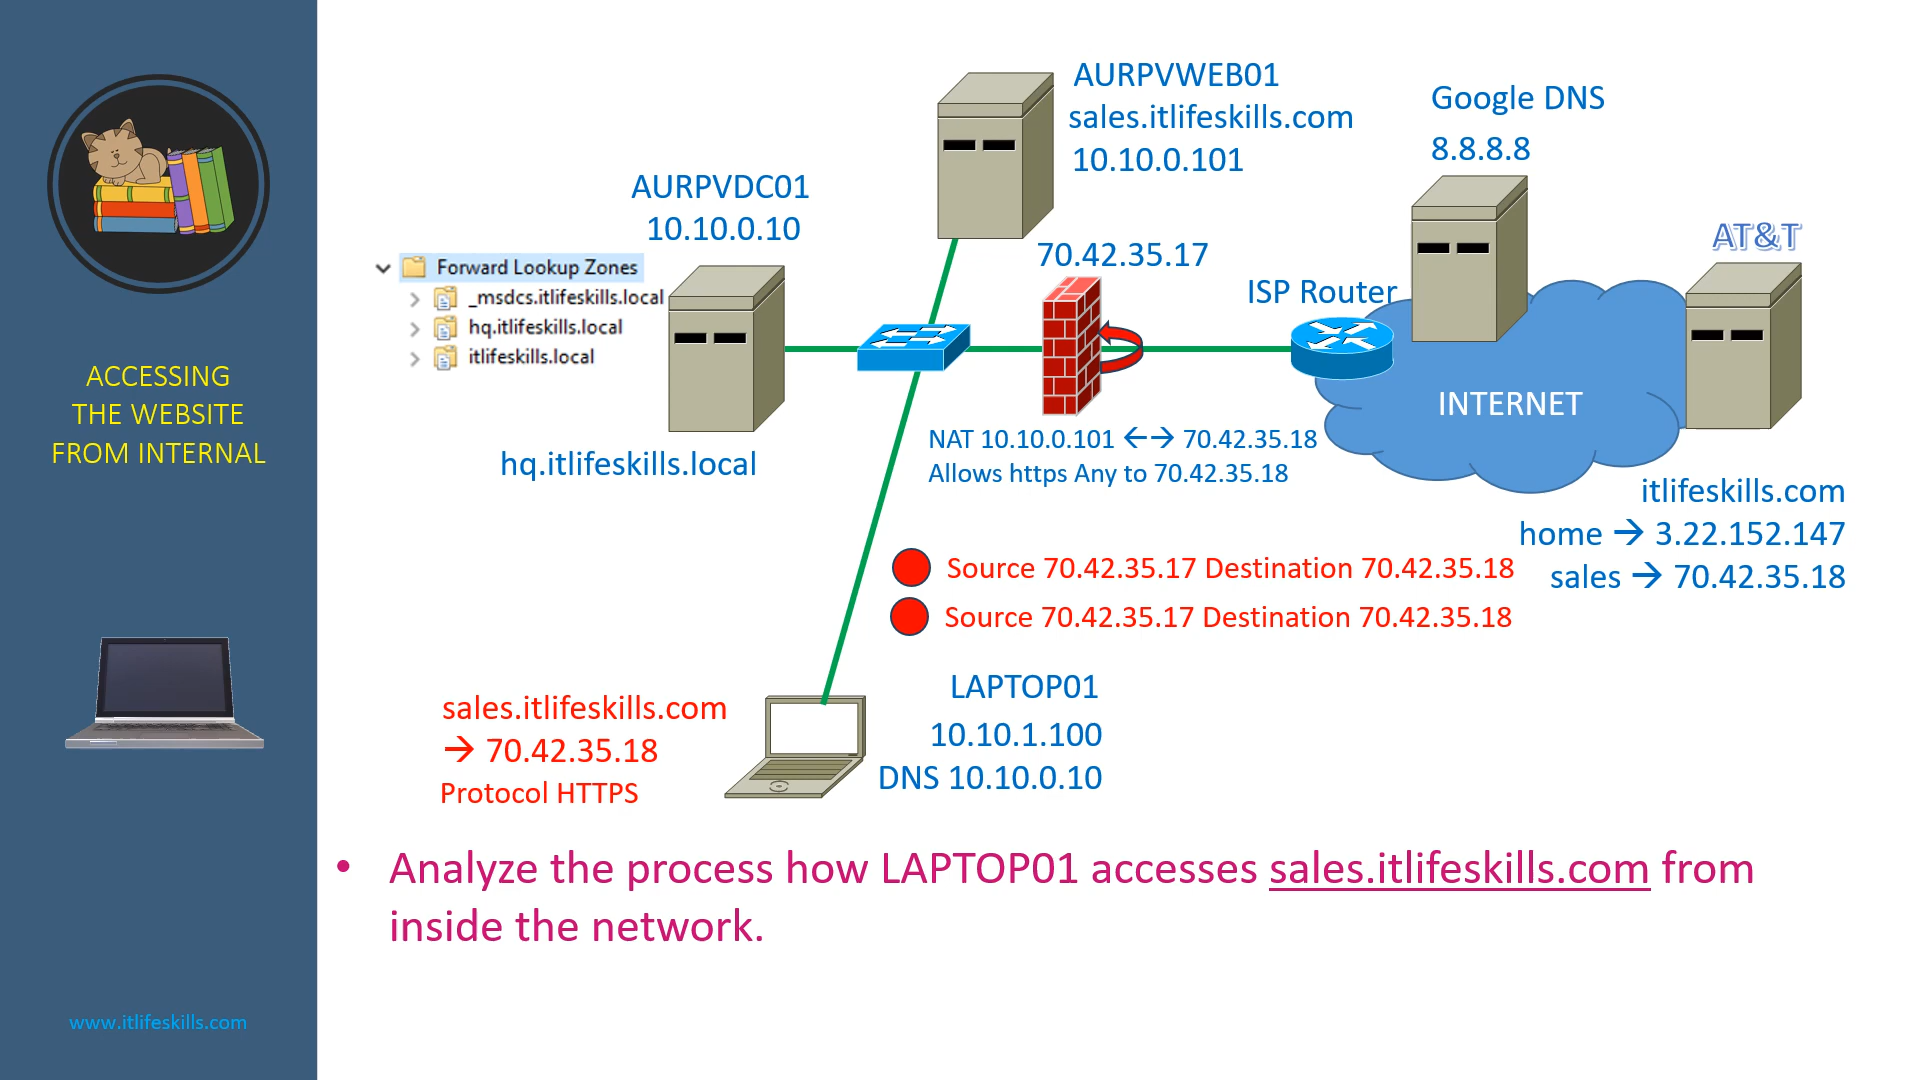 ACCESSING
THE WEBSITE
FROM INTERNAL
www.itlifeskills.com
AURPVWEB01
sales.itlifeskills.com
10.10.0.101
Google DNS
8.8.8.8
AURPVDC01
10.10.0.10
Forward Lookup Zones
_msdcs.itlifeskills.local
hq.itlifeskills.local
itlifeskills.local
hq.itlifeskills.local
70.42.35.17
ISP Router
AT&T
INTERNET
NAT 10.10.0.101 ←→ 70.42.35.18
Allows https Any to 70.42.35.18
itlifeskills.com
home → 3.22.152.147
sales → 70.42.35.18
Source 70.42.35.17 Destination 70.42.35.18
Source 70.42.35.17 Destination 70.42.35.18
sales.itlifeskills.com
→ 70.42.35.18
Protocol HTTPS
LAPTOP01
10.10.1.100
DNS 10.10.0.10
• Analyze the process how LAPTOP01 accesses sales.itlifeskills.com from
inside the network.